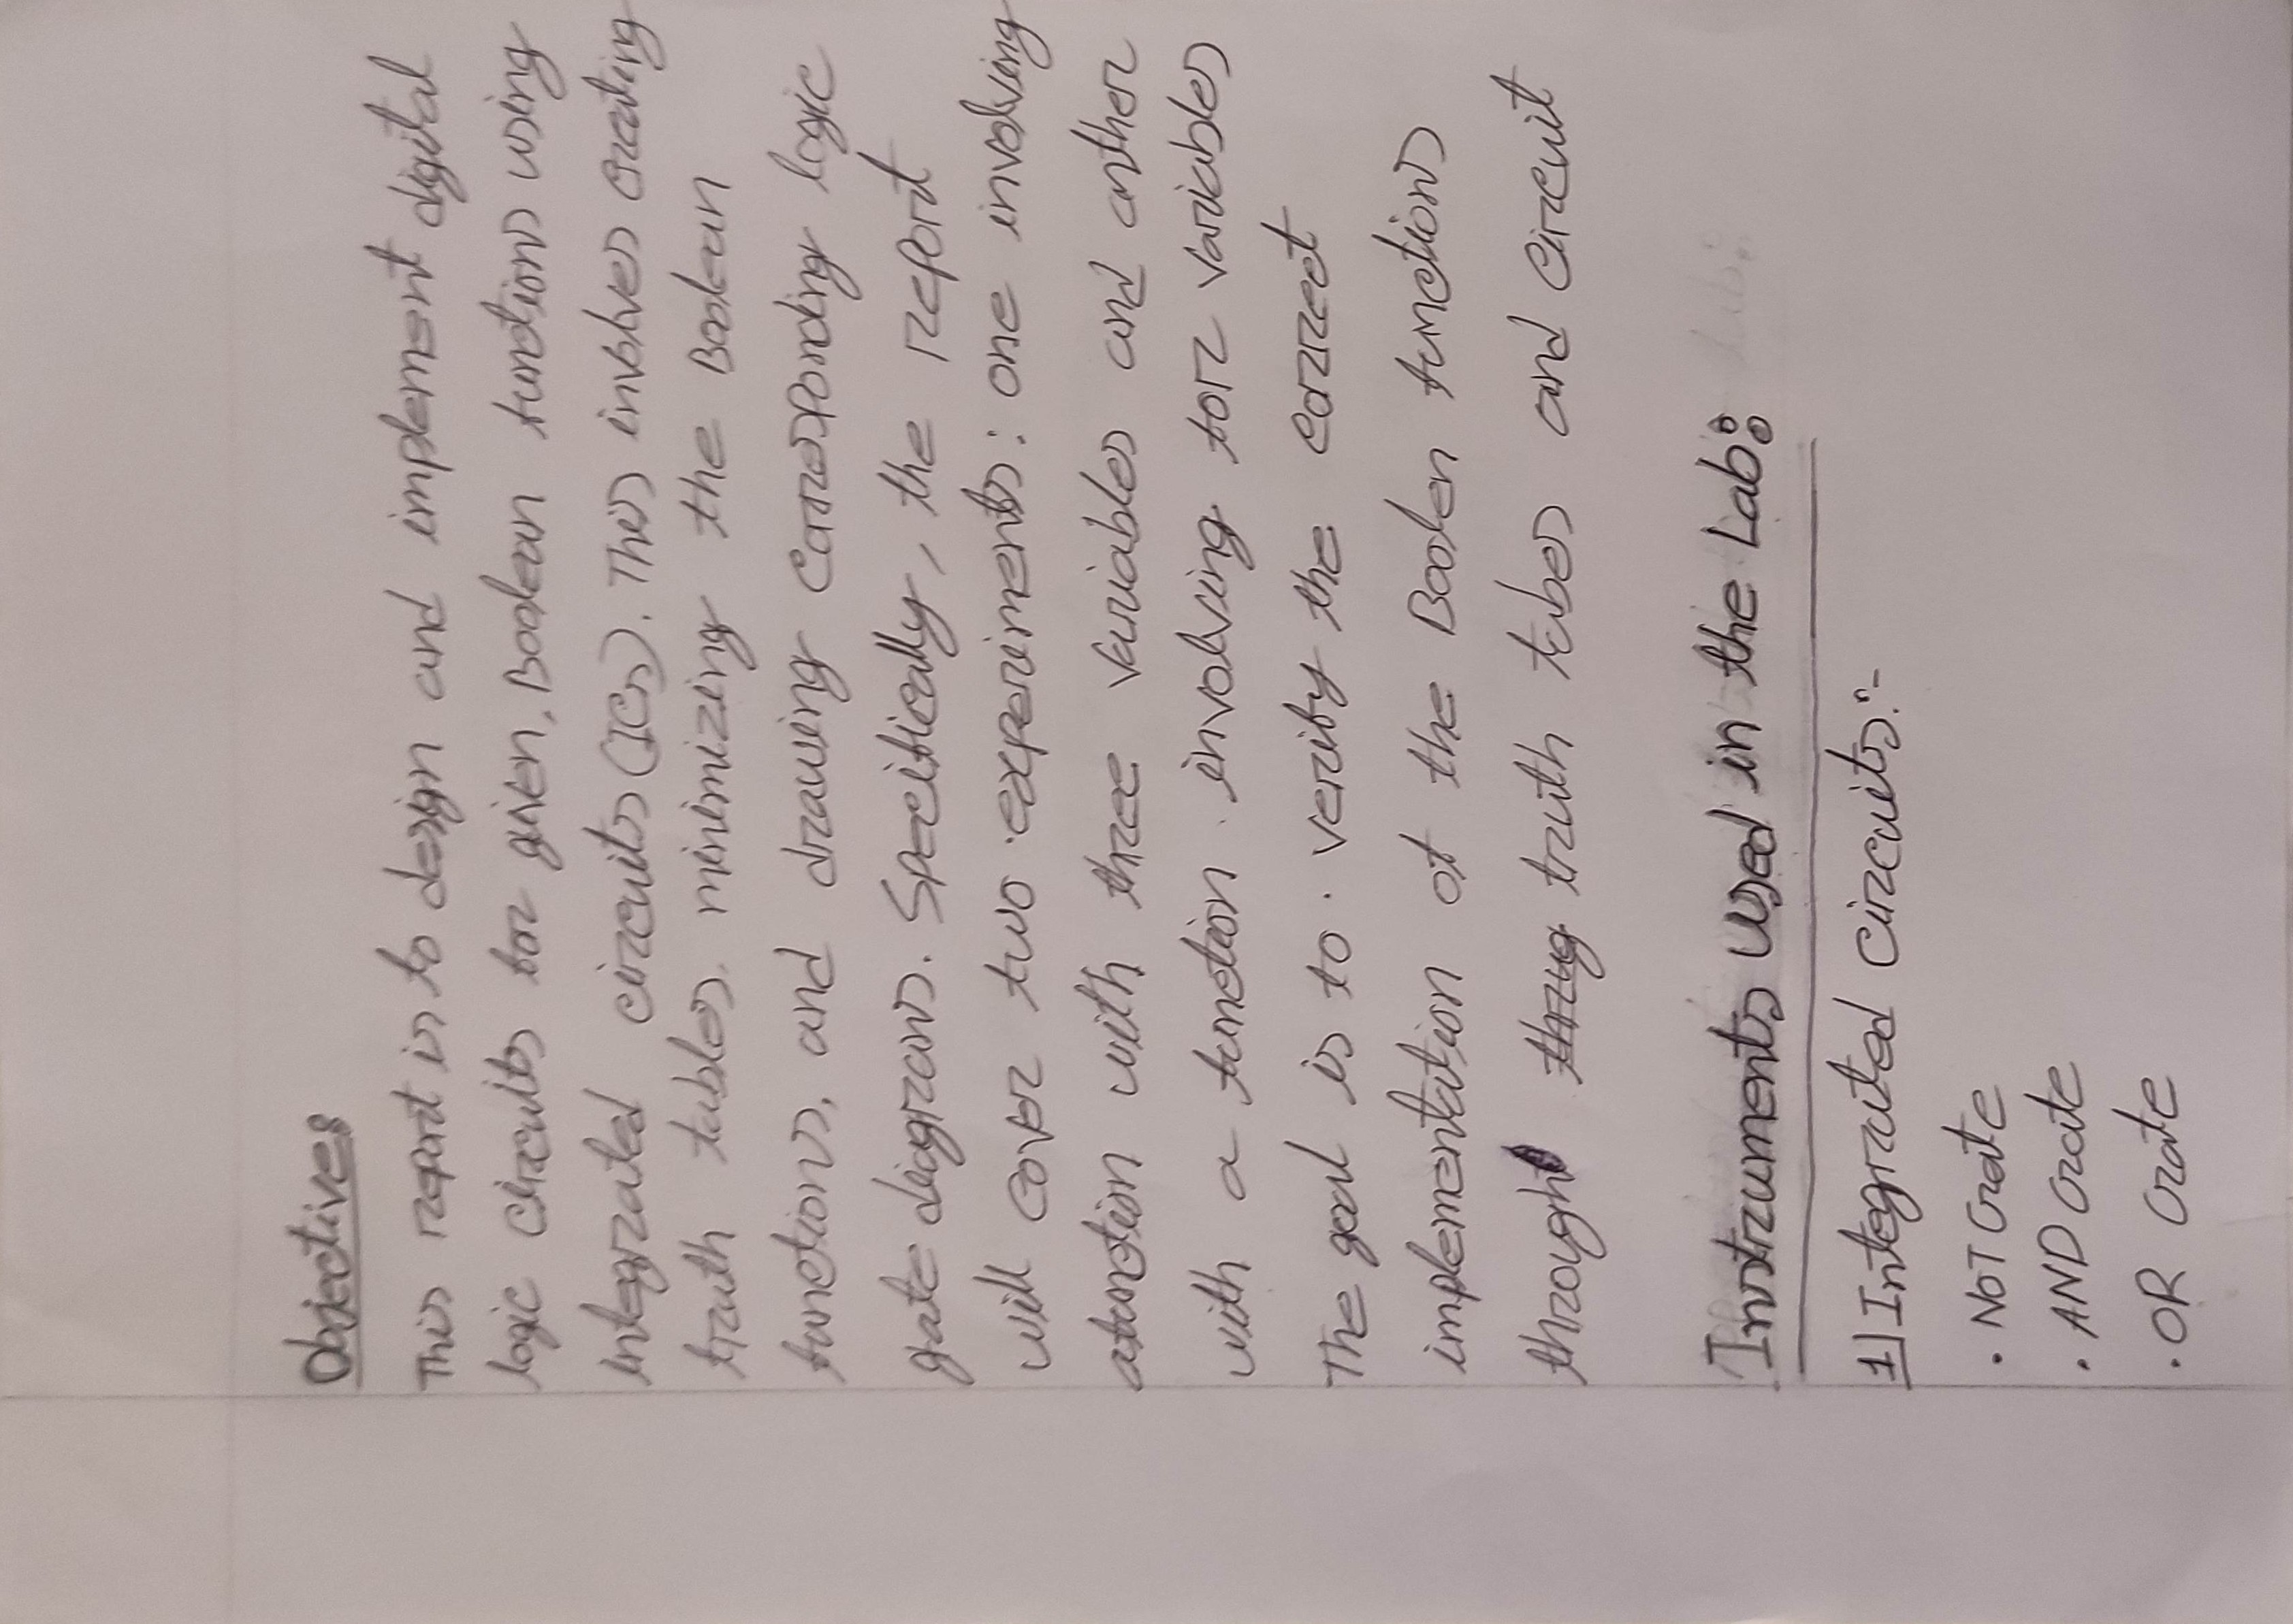 Objectives
This report is to design and implement digital
logic circuits for given, Boolean functions using
integrated circuits (ICs). This involves creating
truth tables. minimizing the Boolean
functions, and drawing corresponding logic
gate diagrams. Specifically, the report
will cover two experiments: one involving
a function with three variables and anther
with a function involving for variables
The goal is to verify the correct
implementation of the Boolen functions
through thrug truth tabes and circuit
Instruments Used in the Lab:
1) Integrated circuits:-
. NOT Gate
. AND Gate
. OR Gate